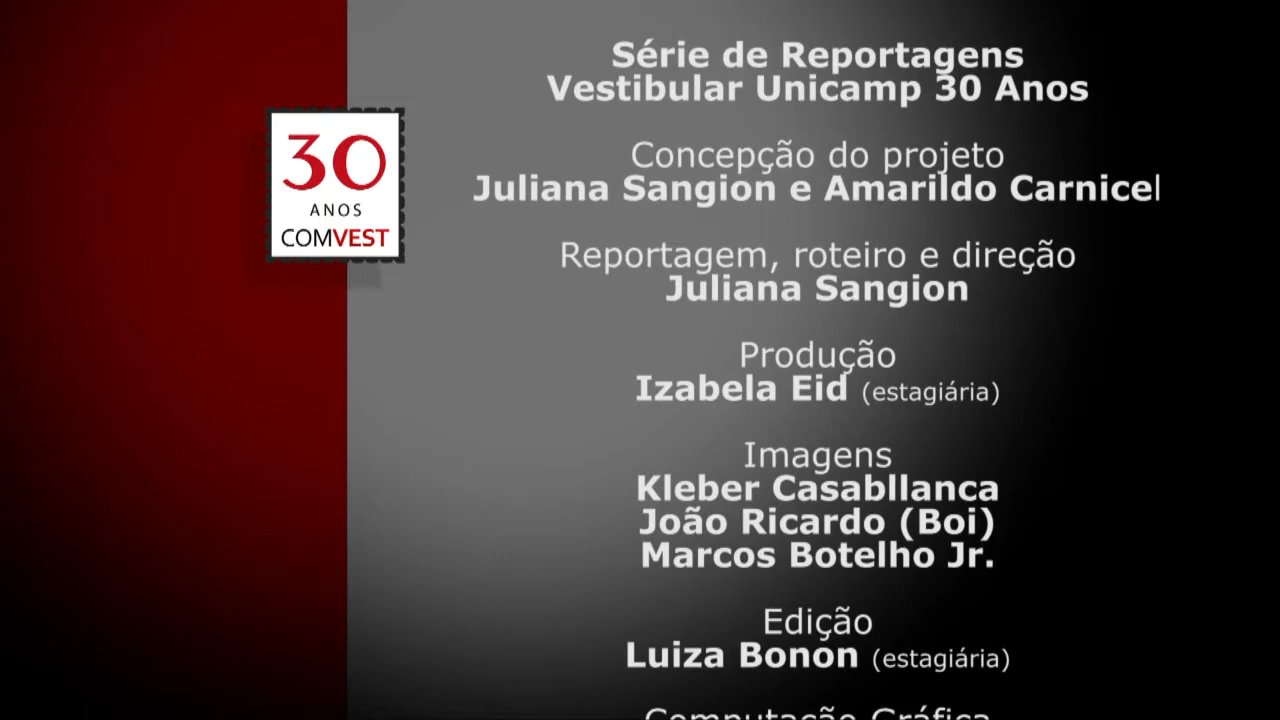 30
ANOS
COMVEST
Série de Reportagens
Vestibular Unicamp 30 Anos
Concepção do projeto
Juliana Sangion e Amarildo Carnicel
Reportagem, roteiro e direção
Juliana Sangion
Produção
Izabela Eid (estagiária)
Imagens
Kleber Casabllanca
João Ricardo (Boi)
Marcos Botelho Jr.
Edição
Luiza Bonon (estagiária)
Computação Gráfica